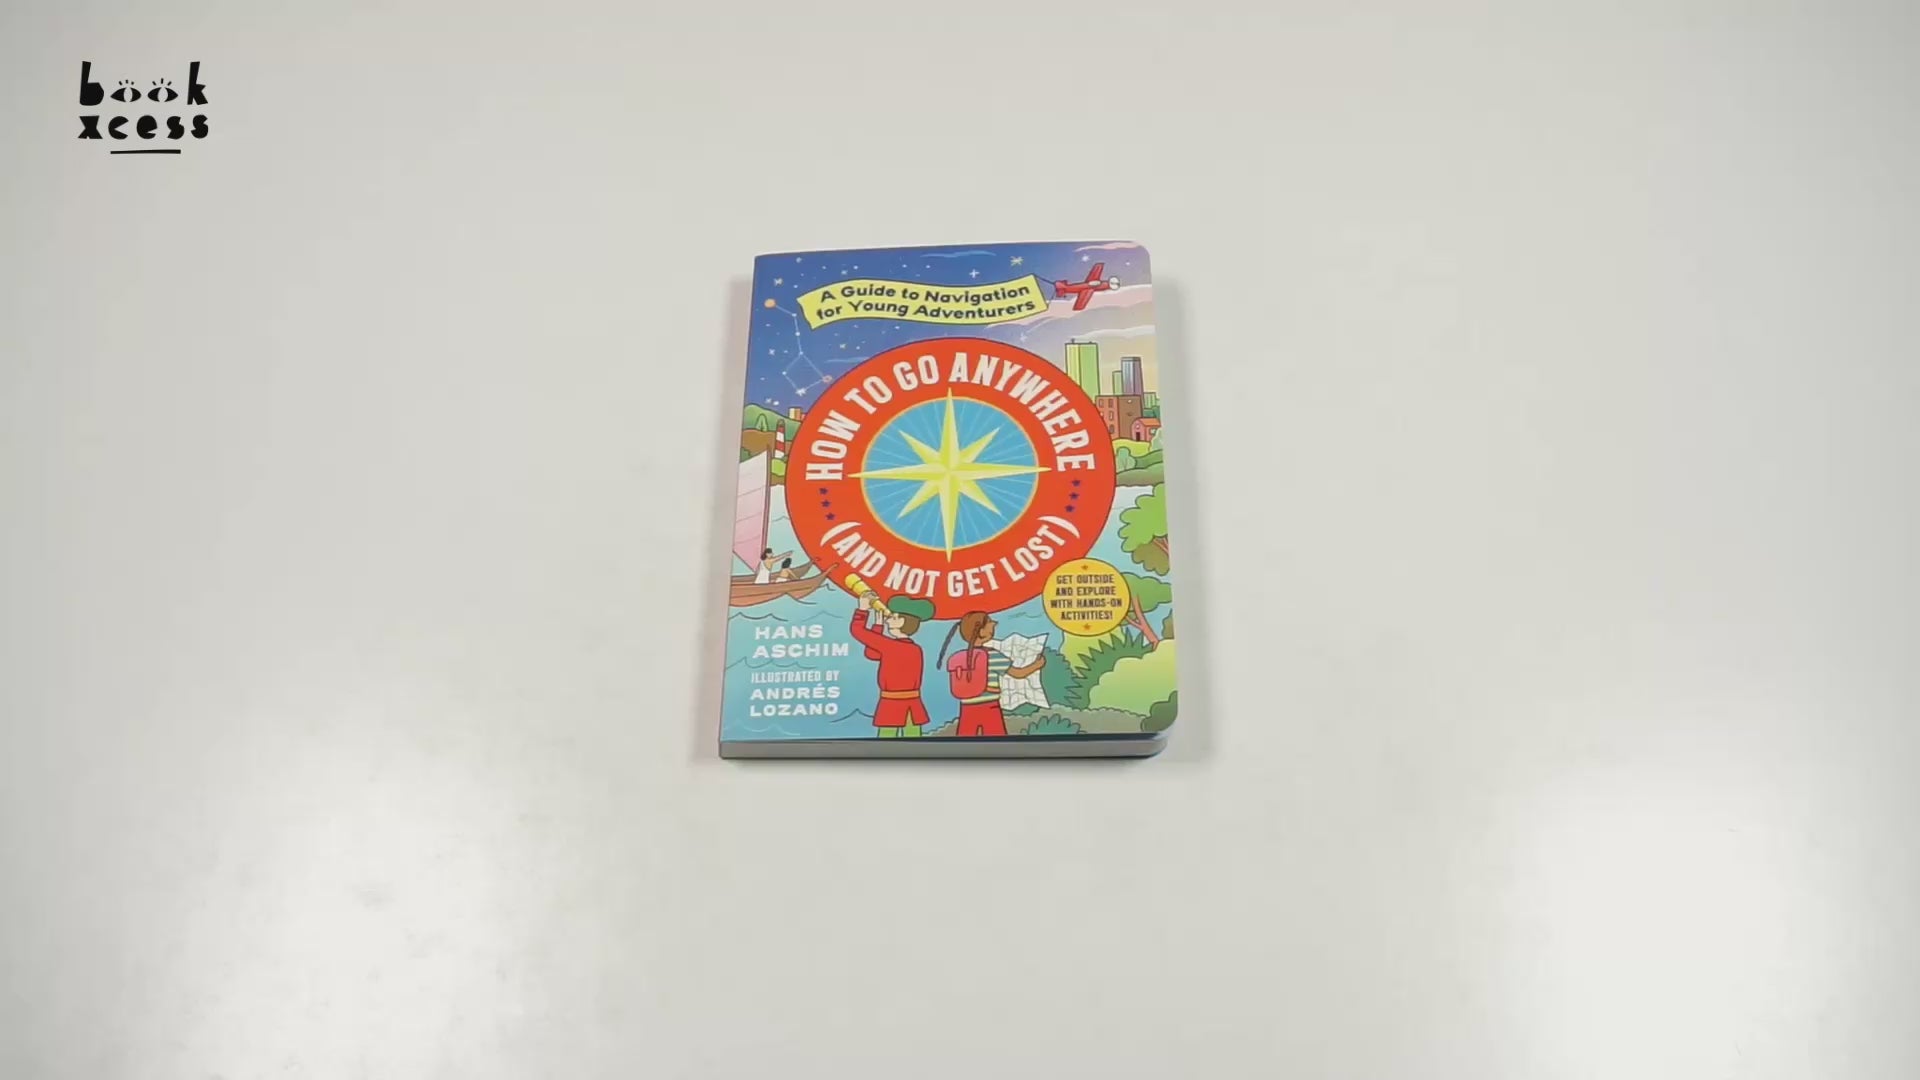 book
xcess
A Guide to Navigation
for Young Adventurers
HOW TO GO ANYWHERE
(AND NOT GET LOST)
GET OUTSIDE
AND EXPLORE
WITH HANDS-ON
ACTIVITIES!
HANS
ASCHIM
ILLUSTRATED BY
ANDRÉS
LOZANO